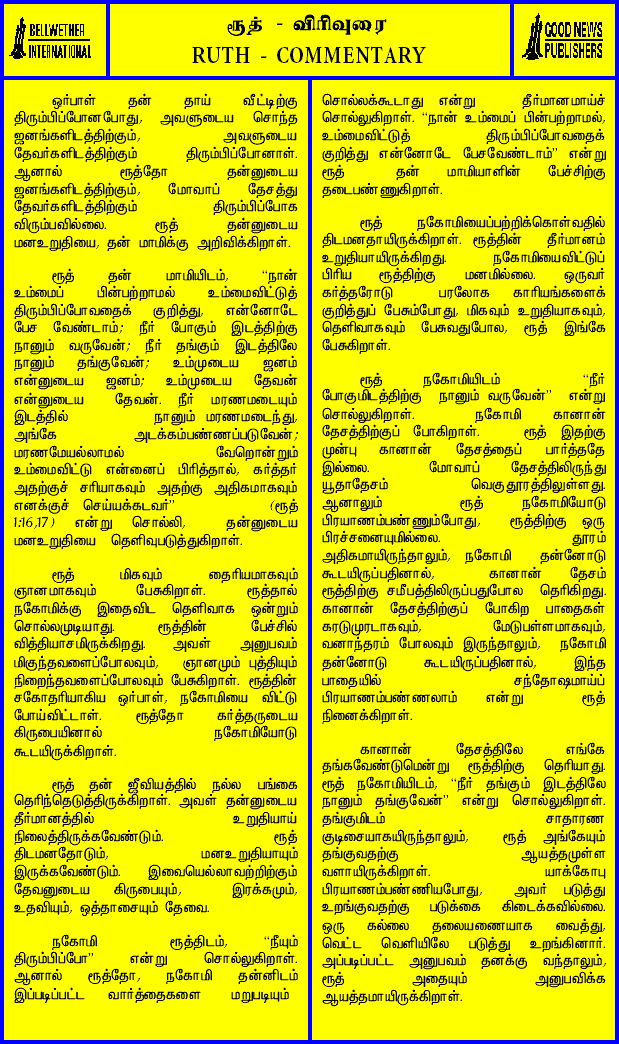 BELLWETHER
INTERNATIONAL
ரூத் - விரிவுரை
RUTH - COMMENTARY
GOOD NEWS
PUBLISHERS
ஓர்பாள் தன் தாய் வீட்டிற்கு
திரும்பிப்போனபோது, அவளுடைய சொந்த
ஜனங்களிடத்திற்கும், அவளுடைய
தேவர்களிடத்திற்கும் திரும்பிப்போனாள்.
ஆனால் ரூத்தோ தன்னுடைய
ஜனங்களிடத்திற்கும், மோவாப் தேசத்து
தேவர்களிடத்திற்கும் திரும்பிப்போக
விரும்பவில்லை. ரூத் தன்னுடைய
மனஉறுதியை, தன் மாமிக்கு அறிவிக்கிறாள்.
ரூத் தன் மாமியிடம், “நான்
உம்மைப் பின்பற்றாமல் உம்மைவிட்டுத்
திரும்பிப்போவதைக் குறித்து, என்னோடே
பேச வேண்டாம்; நீர் போகும் இடத்திற்கு
நானும் வருவேன்; நீர் தங்கும் இடத்திலே
நானும் தங்குவேன்; உம்முடைய ஜனம்
என்னுடைய ஜனம்; உம்முடைய தேவன்
என்னுடைய தேவன். நீர் மரணமடையும்
இடத்தில் நானும் மரணமடைந்து,
அங்கே அடக்கம்பண்ணப்படுவேன்;
மரணமேயல்லாமல் வேறொன்றும்
உம்மைவிட்டு என்னைப் பிரித்தால், கர்த்தர்
அதற்குச் சரியாகவும் அதற்கு அதிகமாகவும்
எனக்குச் செய்யக்கடவர்” (ரூத்
1:16,17) என்று சொல்லி, தன்னுடைய
மனஉறுதியை தெளிவுபடுத்துகிறாள்.
ரூத் மிகவும் தைரியமாகவும்
ஞானமாகவும் பேசுகிறாள். ரூத்தால்
நகோமிக்கு இதைவிட தெளிவாக ஒன்றும்
சொல்லமுடியாது. ரூத்தின் பேச்சில்
வித்தியாசமிருக்கிறது. அவள் அனுபவம்
மிகுந்தவளைப்போலவும், ஞானமும் புத்தியும்
நிறைந்தவளைப்போலவும் பேசுகிறாள். ரூத்தின்
சகோதரியாகிய ஓர்பாள், நகோமியை விட்டு
போய்விட்டாள். ரூத்தோ கர்த்தருடைய
கிருபையினால் நகோமியோடு
கூடயிருக்கிறாள்.
ரூத் தன் ஜீவியத்தில் நல்ல பங்கை
தெரிந்தெடுத்திருக்கிறாள். அவள் தன்னுடைய
தீர்மானத்தில் உறுதியாய்
நிலைத்திருக்கவேண்டும். ரூத்
திடமனதோடும், மனஉறுதியாயும்
இருக்கவேண்டும். இவையெல்லாவற்றிற்கும்
தேவனுடைய கிருபையும், இரக்கமும்,
உதவியும், ஒத்தாசையும் தேவை.
நகோமி ரூத்திடம், “நீயும்
திரும்பிப்போ” என்று சொல்லுகிறாள்.
ஆனால் ரூத்தோ, நகோமி தன்னிடம்
இப்படிப்பட்ட வார்த்தைகளை மறுபடியும்
சொல்லக்கூடாது என்று தீர்மானமாய்ச்
சொல்லுகிறாள். “நான் உம்மைப் பின்பற்றாமல்,
உம்மைவிட்டுத் திரும்பிப்போவதைக்
குறித்து என்னோடே பேசவேண்டாம்” என்று
ரூத் தன் மாமியாளின் பேச்சிற்கு
தடைபண்ணுகிறாள்.
ரூத் நகோமியைப்பற்றிக்கொள்வதில்
திடமனதாயிருக்கிறாள். ரூத்தின் தீர்மானம்
உறுதியாயிருக்கிறது. நகோமியைவிட்டுப்
பிரிய ரூத்திற்கு மனமில்லை. ஒருவர்
கர்த்தரோடு பரலோக காரியங்களைக்
குறித்துப் பேசும்போது, மிகவும் உறுதியாகவும்,
தெளிவாகவும் பேசுவதுபோல, ரூத் இங்கே
பேசுகிறாள்.
ரூத் நகோமியிடம் “நீர்
போகுமிடத்திற்கு நானும் வருவேன்” என்று
சொல்லுகிறாள். நகோமி கானான்
தேசத்திற்குப் போகிறாள். ரூத் இதற்கு
முன்பு கானான் தேசத்தைப் பார்த்ததே
இல்லை. மோவாப் தேசத்திலிருந்து
யூதாதேசம் வெகுதூரத்திலுள்ளது.
ஆனாலும் ரூத் நகோமியோடு
பிரயாணம்பண்ணும்போது, ரூத்திற்கு ஒரு
பிரச்சனையுமில்லை. தூரம்
அதிகமாயிருந்தாலும், நகோமி தன்னோடு
கூடயிருப்பதினால், கானான் தேசம்
ரூத்திற்கு சமீபத்திலிருப்பதுபோல தெரிகிறது.
கானான் தேசத்திற்குப் போகிற பாதைகள்
கரடுமுரடாகவும், மேடுபள்ளமாகவும்,
வனாந்தரம் போலவும் இருந்தாலும், நகோமி
தன்னோடு கூடயிருப்பதினால், இந்த
பாதையில் சந்தோஷமாய்ப்
பிரயாணம்பண்ணலாம் என்று ரூத்
நினைக்கிறாள்.
கானான் தேசத்திலே எங்கே
தங்கவேண்டுமென்று ரூத்திற்கு தெரியாது.
ரூத் நகோமியிடம், “நீர் தங்கும் இடத்திலே
நானும் தங்குவேன்” என்று சொல்லுகிறாள்.
தங்குமிடம் சாதாரண
குடிசையாகயிருந்தாலும், ரூத் அங்கேயும்
தங்குவதற்கு ஆயத்தமுள்ள
வளாயிருக்கிறாள். யாக்கோபு
பிரயாணம்பண்ணியபோது, அவர் படுத்து
உறங்குவதற்கு படுக்கை கிடைக்கவில்லை.
ஒரு கல்லை தலையணையாக வைத்து,
வெட்ட வெளியிலே படுத்து உறங்கினார்.
அப்படிப்பட்ட அனுபவம் தனக்கு வந்தாலும்,
ரூத் அதையும் அனுபவிக்க
ஆயத்தமாயிருக்கிறாள்.